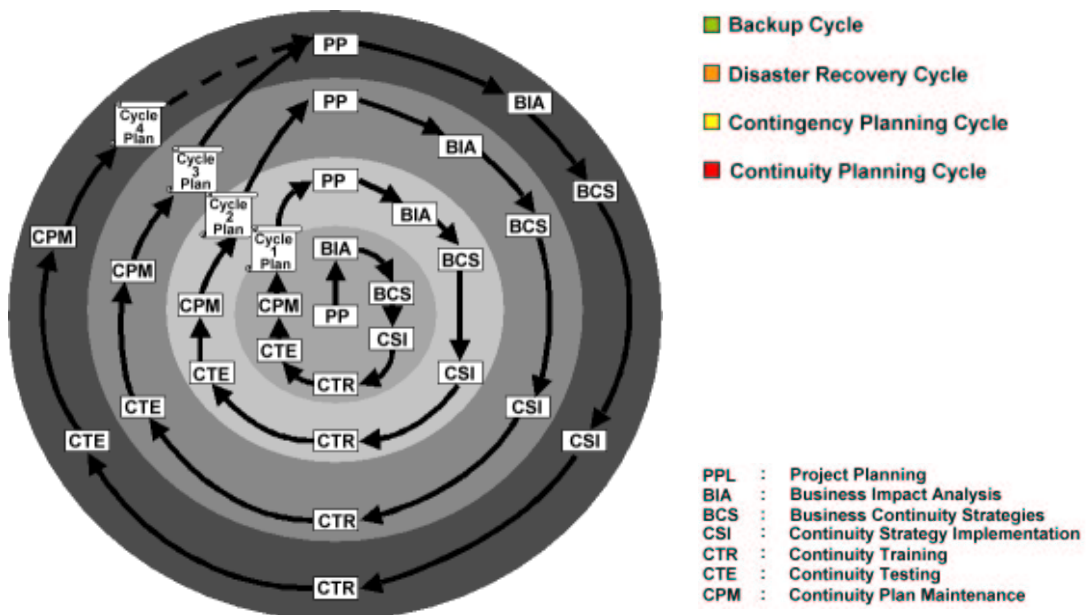 PP
BIA
BCS
CSI
CTR
CTE
CPM
Cycle
4
Plan
PP
BIA
BCS
CSI
CTR
CTE
CPM
Cycle
3
Plan
PP
BIA
BCS
CSI
CTR
CTE
CPM
Cycle
2
Plan
PP
BIA
BCS
CSI
CTR
CTE
CPM
Cycle
1
Plan
Backup Cycle
Disaster Recovery Cycle
Contingency Planning Cycle
Continuity Planning Cycle
PPL : Project Planning
BIA : Business Impact Analysis
BCS : Business Continuity Strategies
CSI : Continuity Strategy Implementation
CTR : Continuity Training
CTE : Continuity Testing
CPM : Continuity Plan Maintenance